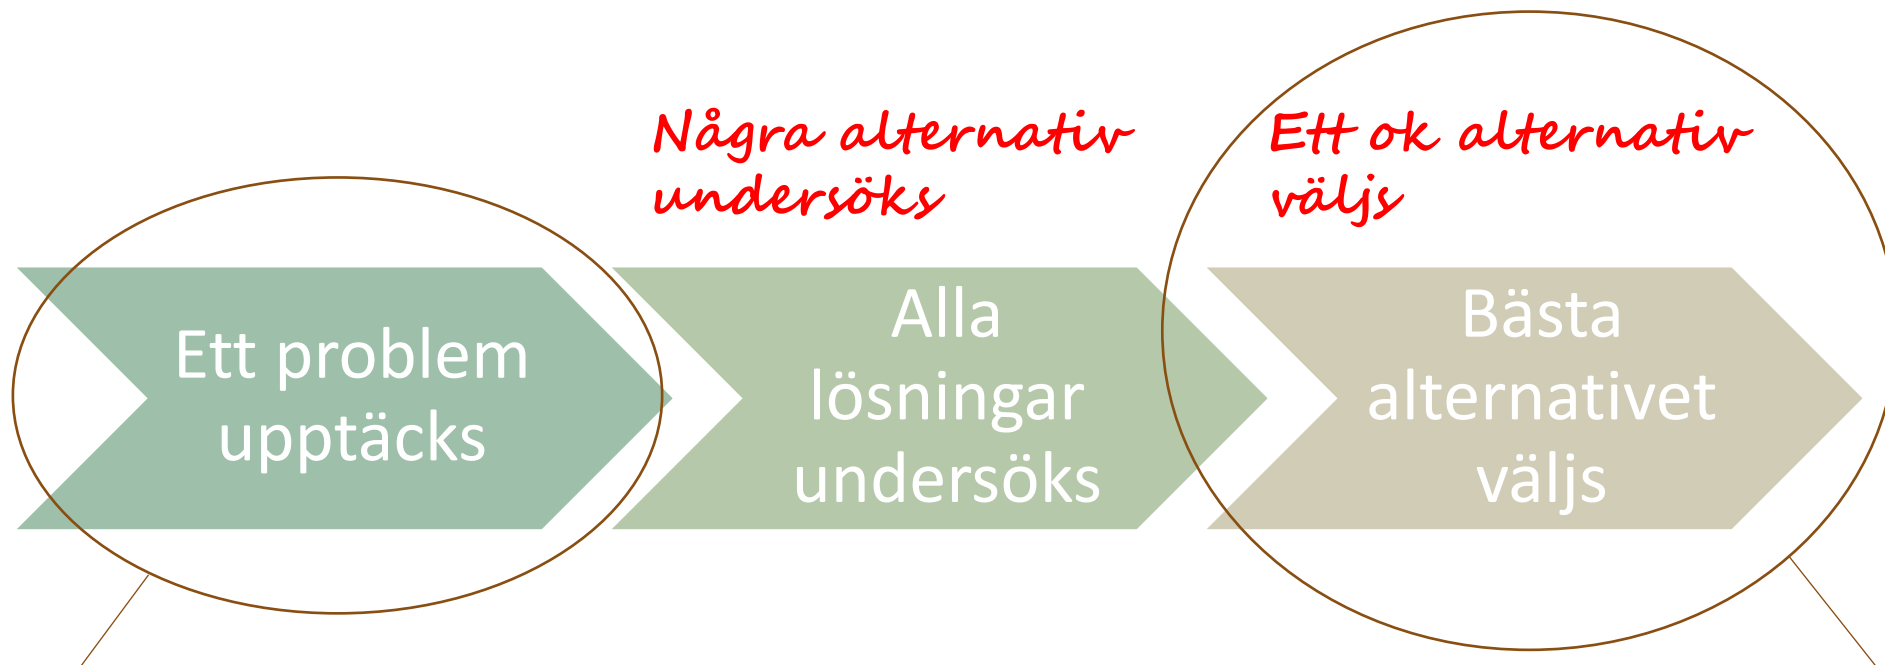 Några alternativ
undersöks
Ett ok alternativ
väljs
Ett problem
upptäcks
Alla
lösningar
undersöks
Bästa
alternativet
väljs